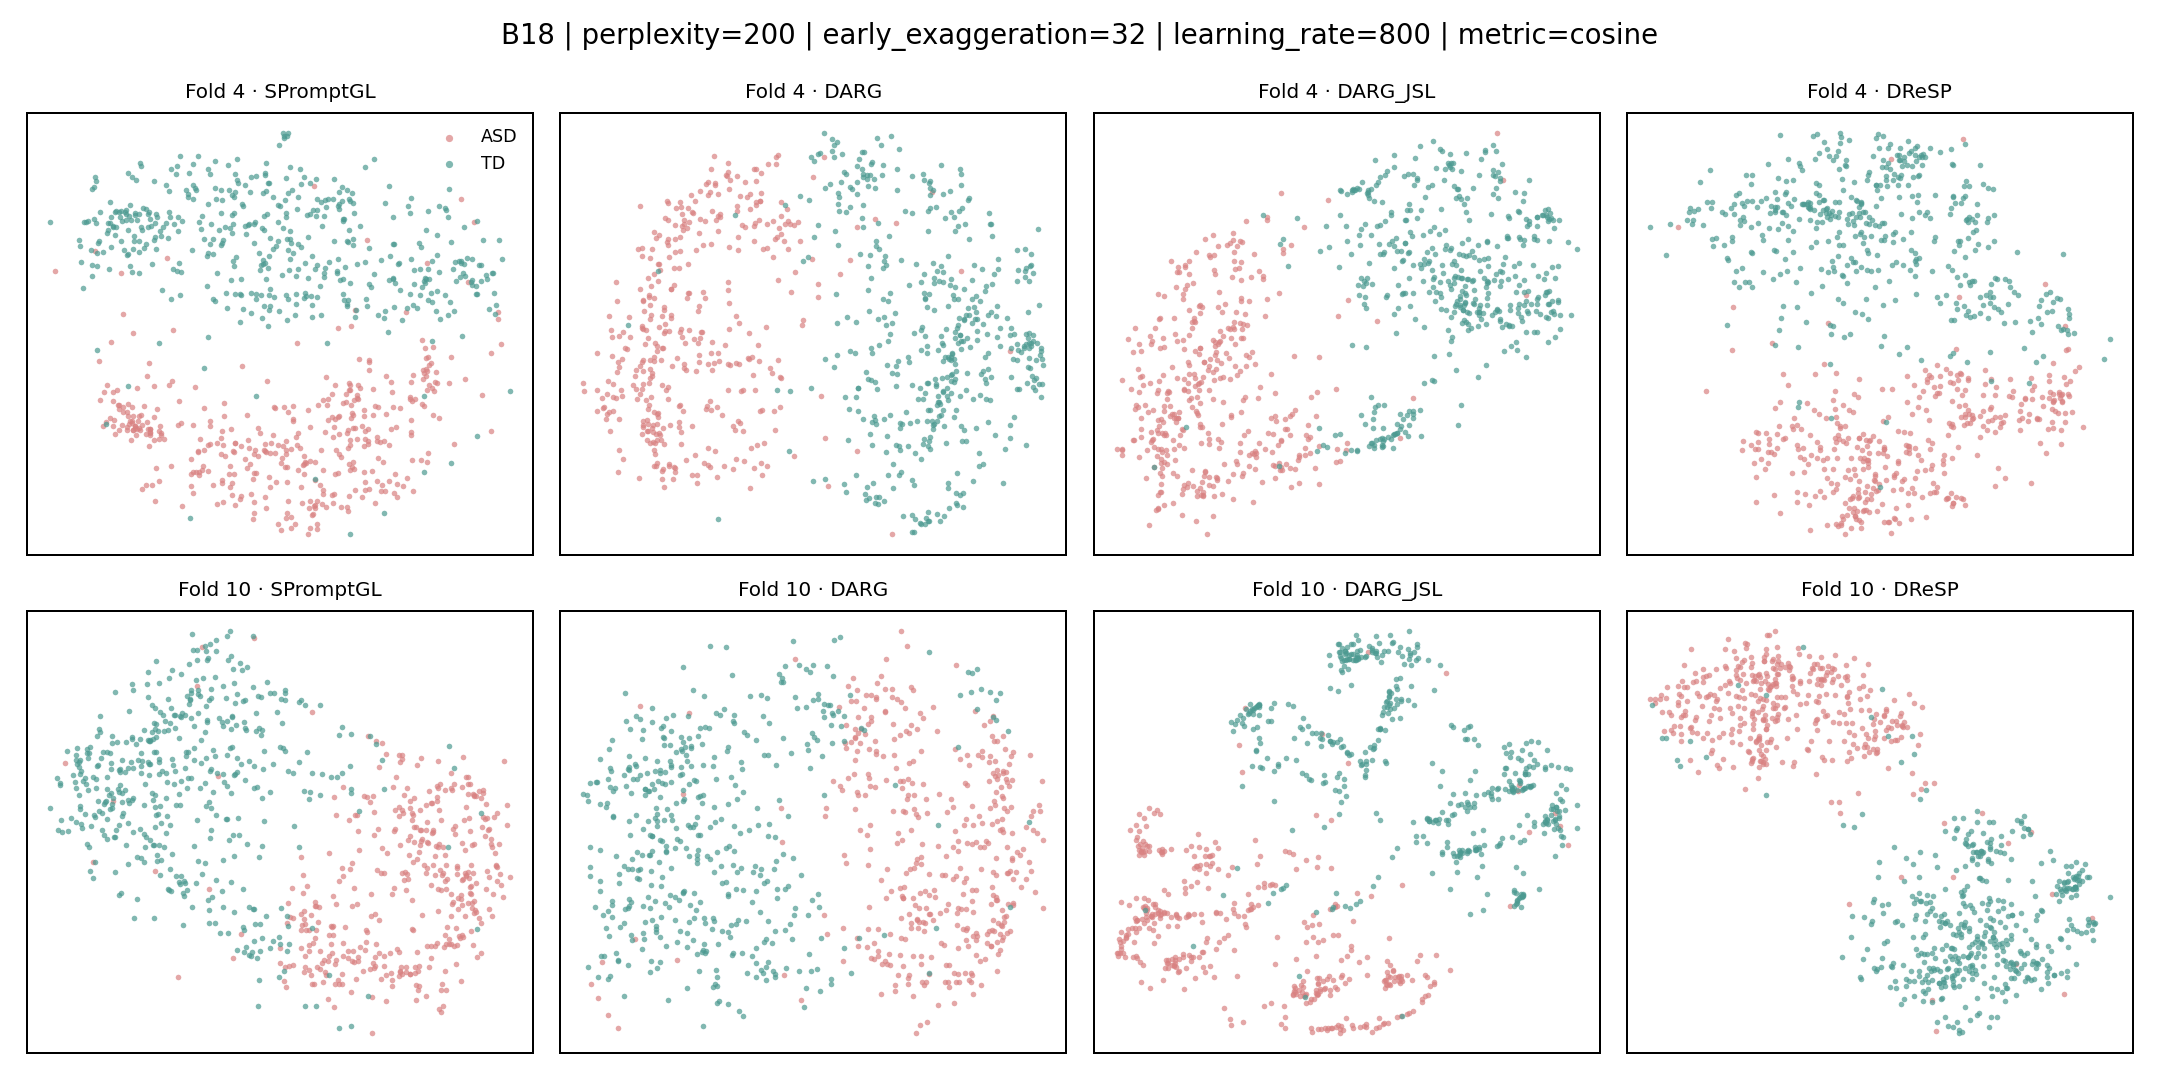 B18 | perplexity=200 | early_exaggeration=32 | learning_rate=800 | metric=cosine
Fold 4 · SPromptGL
Fold 4 · DARG
Fold 4 · DARG_JSL
Fold 4 · DReSP
ASD
TD
Fold 10 · SPromptGL
Fold 10 · DARG
Fold 10 · DARG_JSL
Fold 10 · DReSP